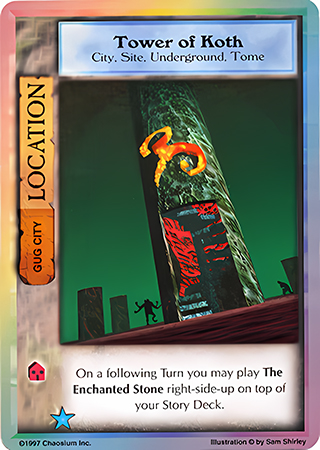 Tower of Koth
City, Site, Underground, Tome
LOCATION
GUG CITY
On a following Turn you may play The
Enchanted Stone right-side-up on top of
your Story Deck.
©1997 Chaosium Inc.
Illustration © by Sam Shirley